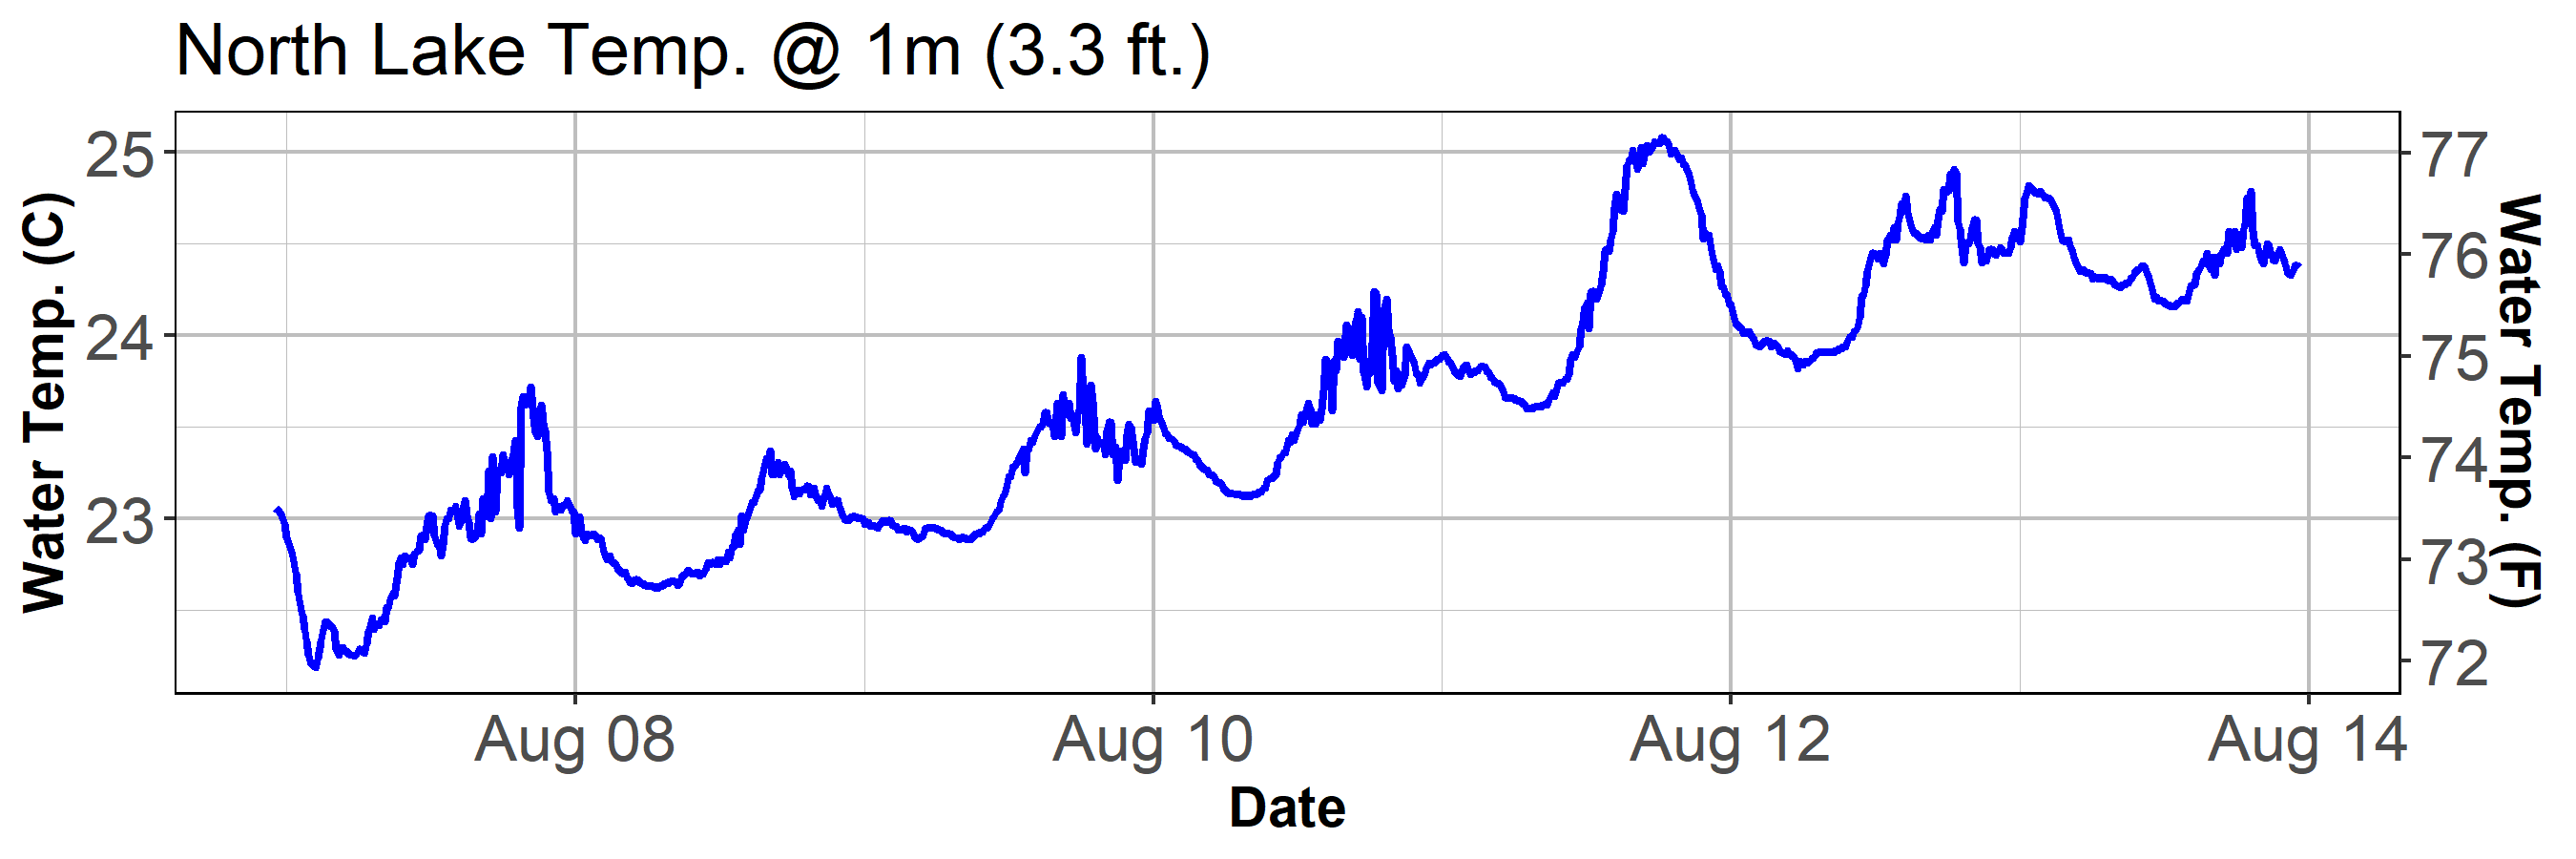 North Lake Temp. @ 1m (3.3 ft.)
Water Temp. (C)
25
24
23
77
76
75
74
73
72
Water Temp. (F)
Aug 08
Aug 10
Aug 12
Aug 14
Date